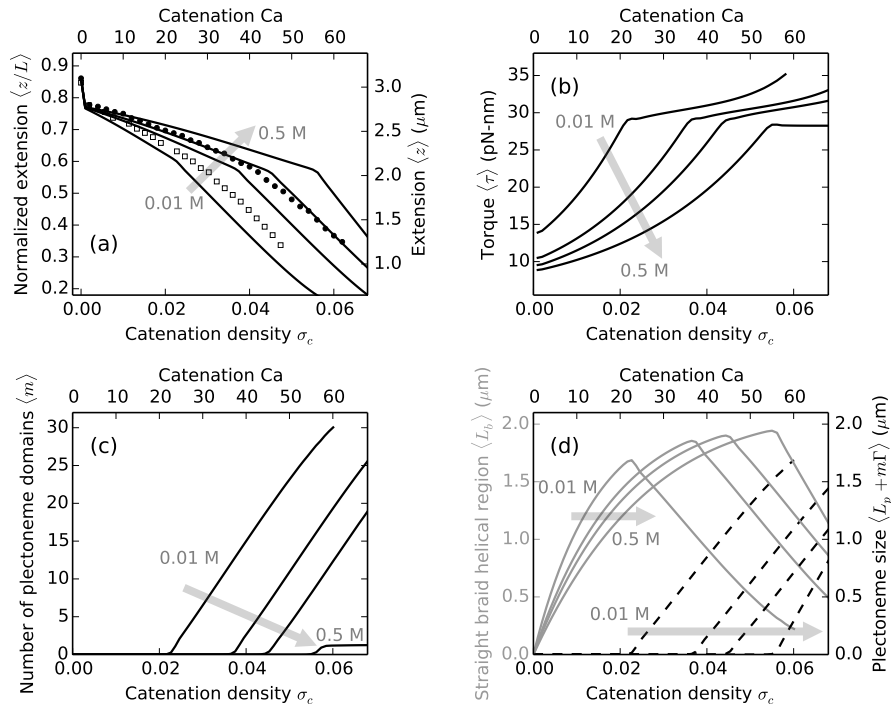 Catenation Ca
0 10 20 30 40 50 60
Normalized extension ⟨z/L⟩
0.9
0.8
0.7
0.6
0.5
0.4
0.3
0.2
0.5 M
0.01 M
(a)
3.0
2.5
2.0
1.5
1.0
Extension ⟨z⟩ (μm)
0.00 0.02 0.04 0.06
Catenation density σc
Catenation Ca
0 10 20 30 40 50 60
Torque ⟨τ⟩ (pN-nm)
35
30
25
20
15
10
(b)
0.01 M
0.5 M
0.00 0.02 0.04 0.06
Catenation density σc
Catenation Ca
0 10 20 30 40 50 60
Number of plectoneme domains ⟨m⟩
30
25
20
15
10
5
0
(c)
0.01 M
0.5 M
0.00 0.02 0.04 0.06
Catenation density σc
Catenation Ca
0 10 20 30 40 50 60
Straight braid helical region ⟨Lb⟩ (μm)
2.0
1.5
1.0
0.5
0.0
(d)
0.01 M
0.5 M
0.01 M
2.0
1.5
1.0
0.5
0.0
Plectoneme size ⟨Lp + mΓ⟩ (μm)
0.00 0.02 0.04 0.06
Catenation density σc